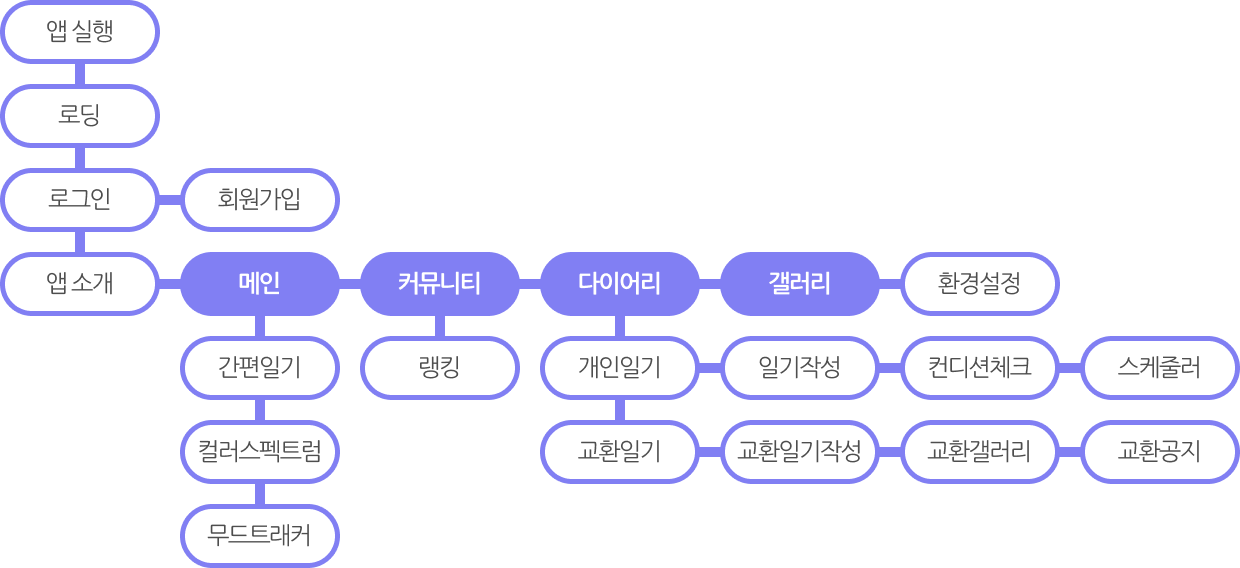 앱 실행
로딩
로그인
회원가입
앱 소개
메인
커뮤니티
다이어리
갤러리
환경설정
간편일기
랭킹
개인일기
일기작성
컨디션체크
스케줄러
컬러스펙트럼
교환일기
교환일기작성
교환갤러리
교환공지
무드트래커